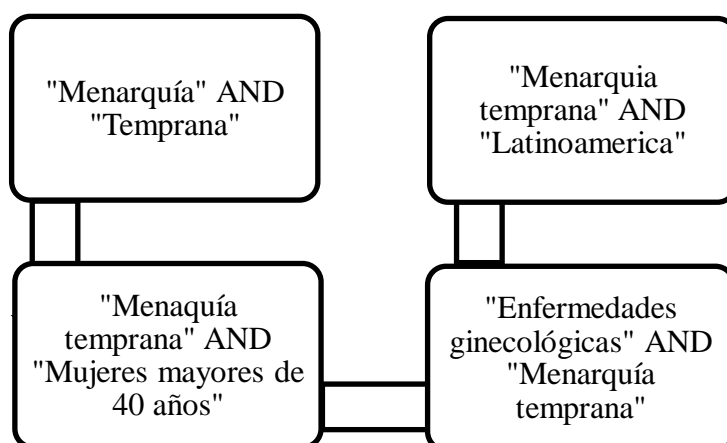 "Menarquía" AND
"Temprana"
"Menaquía
temprana" AND
"Mujeres mayores de
40 años"
"Enfermedades
ginecológicas" AND
"Menarquía
temprana"
"Menarquia
temprana" AND
"Latinoamerica"